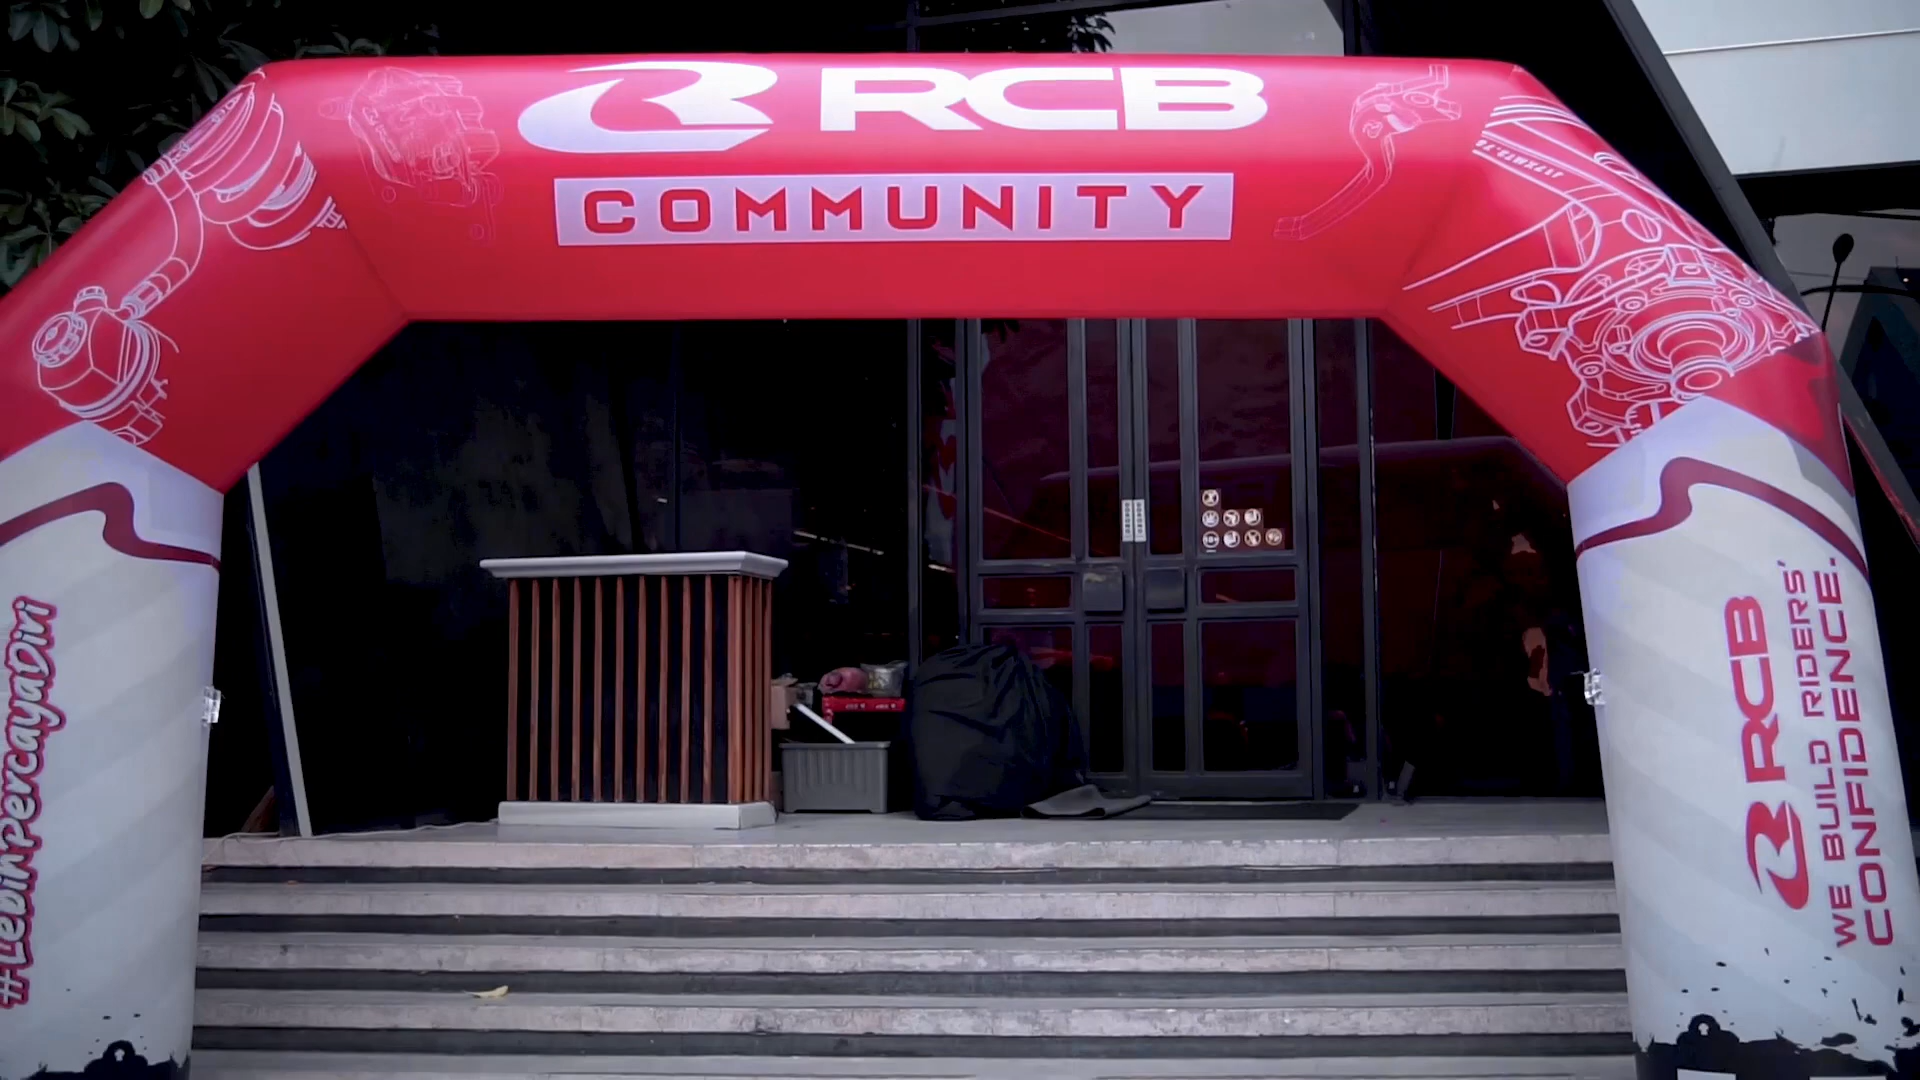 RCB
COMMUNITY
#LebihPercayaDiri
RCB
WE BUILD RIDERS'
CONFIDENCE.